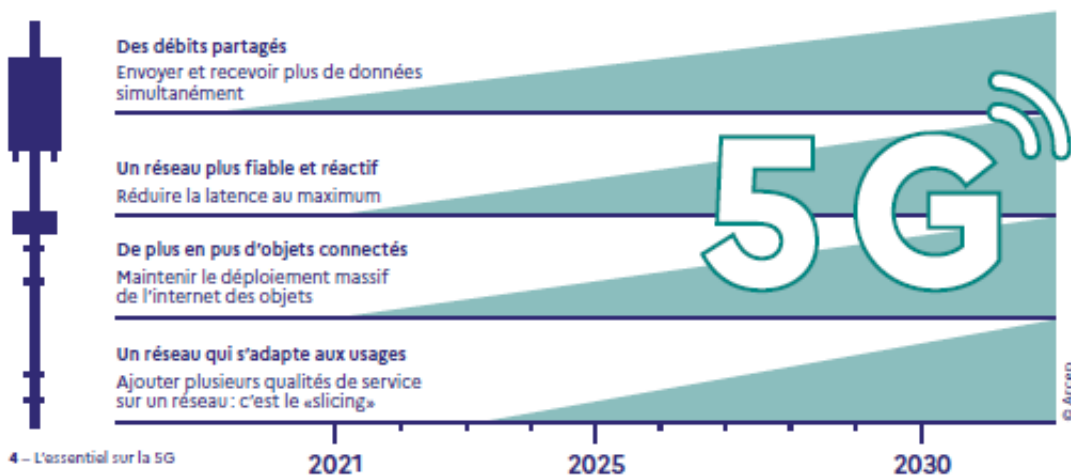 Des débits partagés
Envoyer et recevoir plus de données
simultanément
Un réseau plus fiable et réactif
Réduire la latence au maximum
De plus en pus d'objets connectés
Maintenir le déploiement massif
de l'internet des objets
Un réseau qui s'adapte aux usages
Ajouter plusieurs qualités de service
sur un réseau : c'est le «slicing»
5G
© Arcep
4 – L'essentiel sur la 5G
2021
2025
2030